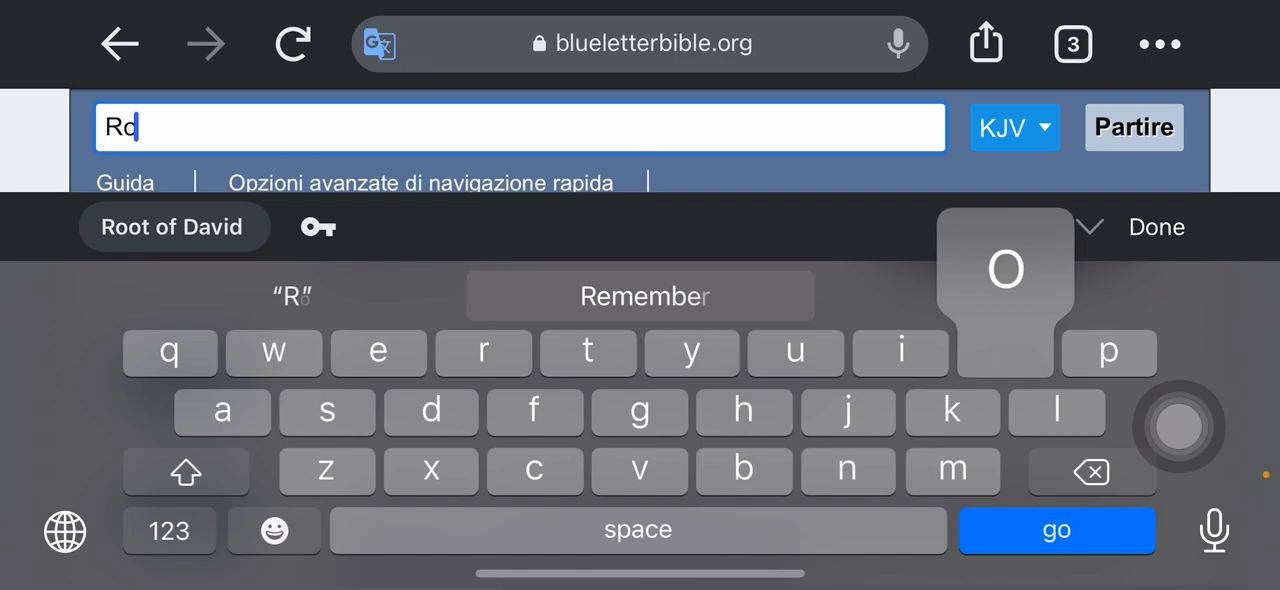 blueletterbible.org 3
Ro KJV Partire
Guida | Opzioni avanzate di navigazione rapida |
Root of David Done
“Ro” Remember
O
q w e r t y u i p
a s d f g h j k l
z x c v b n m
123 space go